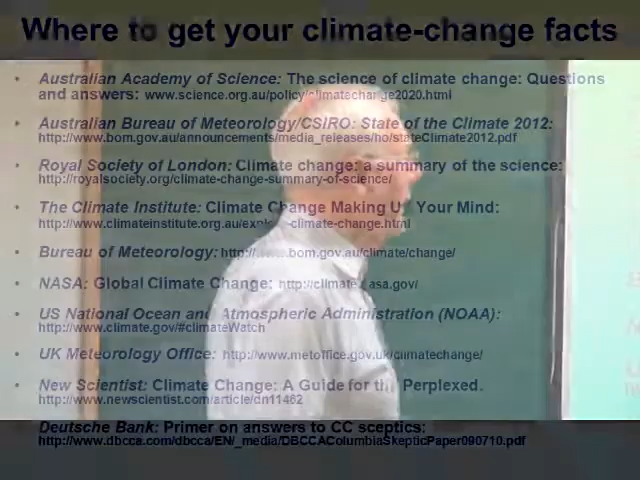 Where to get your climate-change facts
• Australian Academy of Science: The science of climate change: Questions
and answers: www.science.org.au/policy/climatechange2020.html
• Australian Bureau of Meteorology/CSIRO: State of the Climate 2012:
http://www.bom.gov.au/announcements/media_releases/ho/stateClimate2012.pdf
• Royal Society of London: Climate change: a summary of the science:
http://royalsociety.org/climate-change-summary-of-science/
• The Climate Institute: Climate Change Making Up Your Mind:
http://www.climateinstitute.org.au/explore-climate-change.html
• Bureau of Meteorology: http://www.bom.gov.au/climate/change/
• NASA: Global Climate Change: http://climate.nasa.gov/
• US National Ocean and Atmospheric Administration (NOAA):
http://www.climate.gov/#climateWatch
• UK Meteorology Office: http://www.metoffice.gov.uk/climatechange/
• New Scientist: Climate Change: A Guide for the Perplexed.
http://www.newscientist.com/article/dn11462
Deutsche Bank: Primer on answers to CC sceptics:
http://www.dbcca.com/dbcca/EN/_media/DBCCAColumbiaSkepticPaper090710.pdf